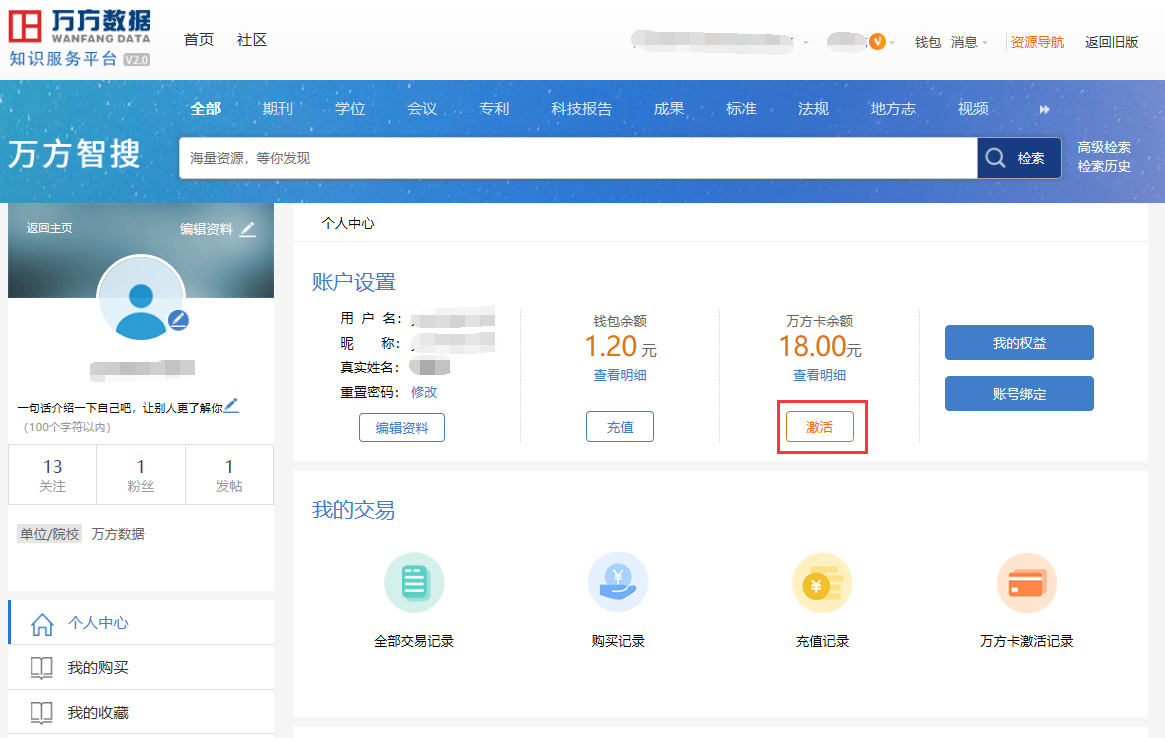 万方数据
WANFANG DATA
知识服务平台 V2.0
首页 社区
钱包 消息 资源导航 返回旧版
全部 期刊 学位 会议 专利 科技报告 成果 标准 法规 地方志 视频
万方智搜
海量资源，等你发现
检索
高级检索
检索历史
返回主页 编辑资料
一句话介绍一下自己吧，让别人更了解你
（100个字符以内）
13 1 1
关注 粉丝 发帖
单位/院校 万方数据
个人中心
我的购买
我的收藏
个人中心
账户设置
用 户 名：
昵 称：
真实姓名：
重置密码： 修改
编辑资料
钱包余额
1.20 元
查看明细
充值
万方卡余额
18.00元
查看明细
激活
我的权益
账号绑定
我的交易
全部交易记录 购买记录 充值记录 万方卡激活记录